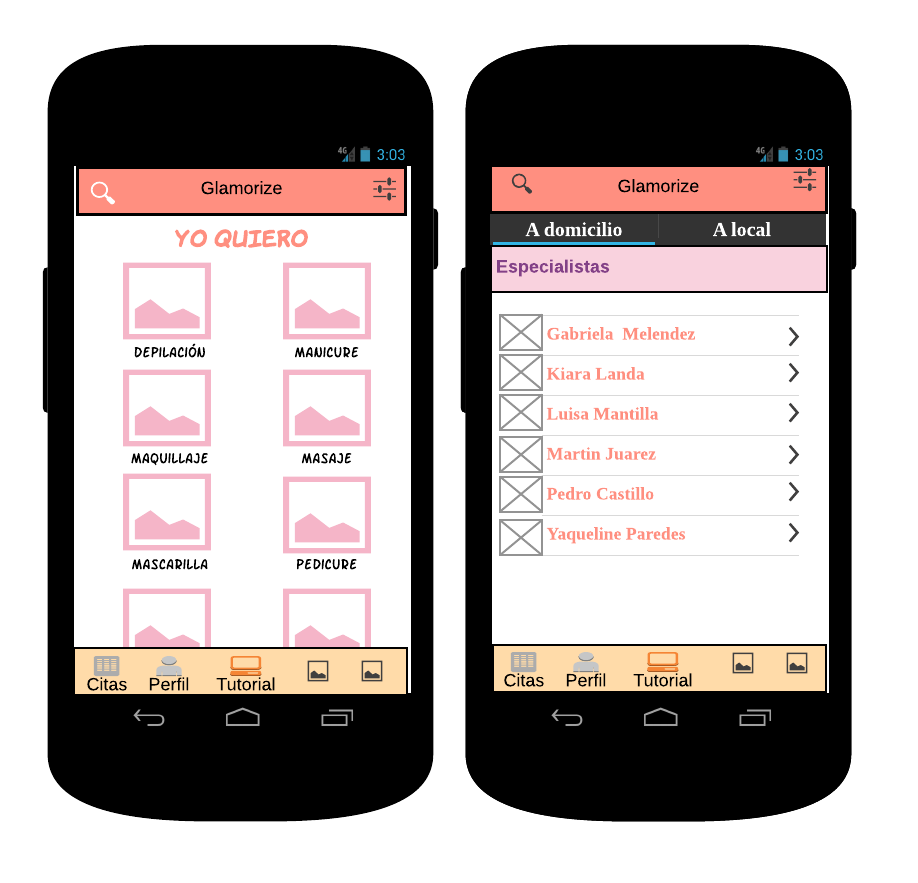 4G 3:03
Glamorize
YO QUIERO
DEPILACIÓN MANICURE
MAQUILLAJE MASAJE
MASCARILLA PEDICURE
Citas Perfil Tutorial
4G 3:03
Glamorize
A domicilio A local
Especialistas
Gabriela Melendez
Kiara Landa
Luisa Mantilla
Martin Juarez
Pedro Castillo
Yaqueline Paredes
Citas Perfil Tutorial